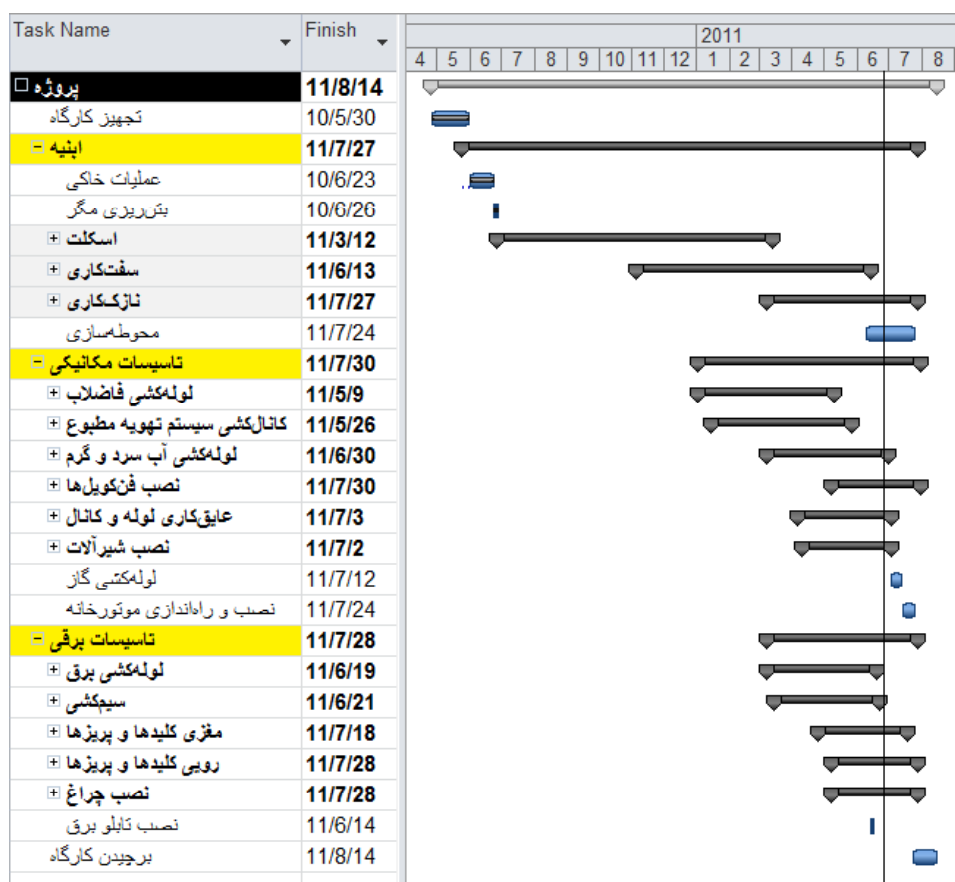 Task Name Finish
2011
4 5 6 7 8 9 10 11 12 1 2 3 4 5 6 7 8
پروژه 11/8/14
تجهیز کارگاه 10/5/30
ابنیه 11/7/27
عملیات خاکی 10/6/23
بتن‌ریزی مگر 10/6/26
اسکلت 11/3/12
سفت‌کاری 11/6/13
نازک‌کاری 11/7/27
محوطه‌سازی 11/7/24
تاسیسات مکانیکی 11/7/30
لوله‌کشی فاضلاب 11/5/9
کانال‌کشی سیستم تهویه مطبوع 11/5/26
لوله‌کشی آب سرد و گرم 11/6/30
نصب فن‌کویل‌ها 11/7/30
عایق‌کاری لوله و کانال 11/7/3
نصب شیرآلات 11/7/2
لوله‌کشی گاز 11/7/12
نصب و راه‌اندازی موتورخانه 11/7/24
تاسیسات برقی 11/7/28
لوله‌کشی برق 11/6/19
سیم‌کشی 11/6/21
مغزی کلیدها و پریزها 11/7/18
رویی کلیدها و پریزها 11/7/28
نصب چراغ 11/7/28
نصب تابلو برق 11/6/14
برچیدن کارگاه 11/8/14